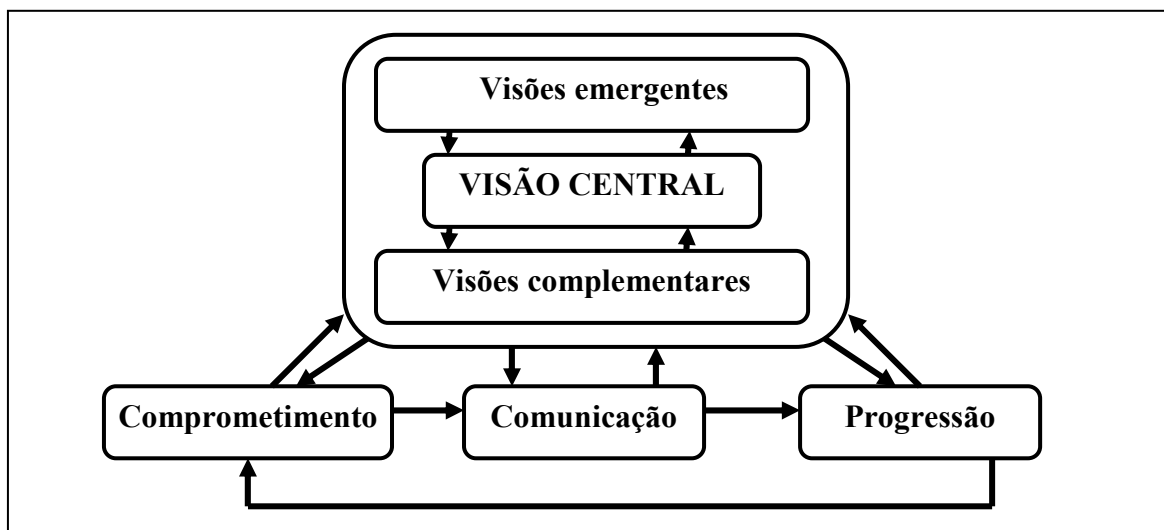 Visões emergentes
VISÃO CENTRAL
Visões complementares
Comprometimento
Comunicação
Progressão